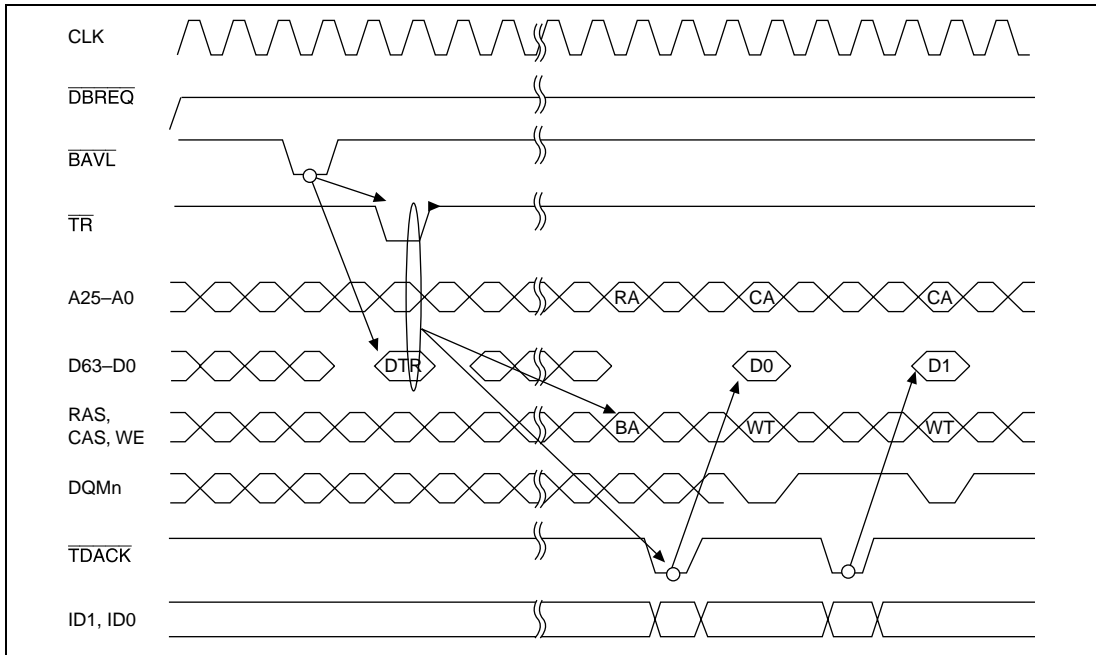 CLK
DBREQ
BAVL
TR
A25–A0 RA CA CA
D63–D0 DTR D0 D1
RAS,
CAS, WE BA WT WT
DQMn
TDACK
ID1, ID0